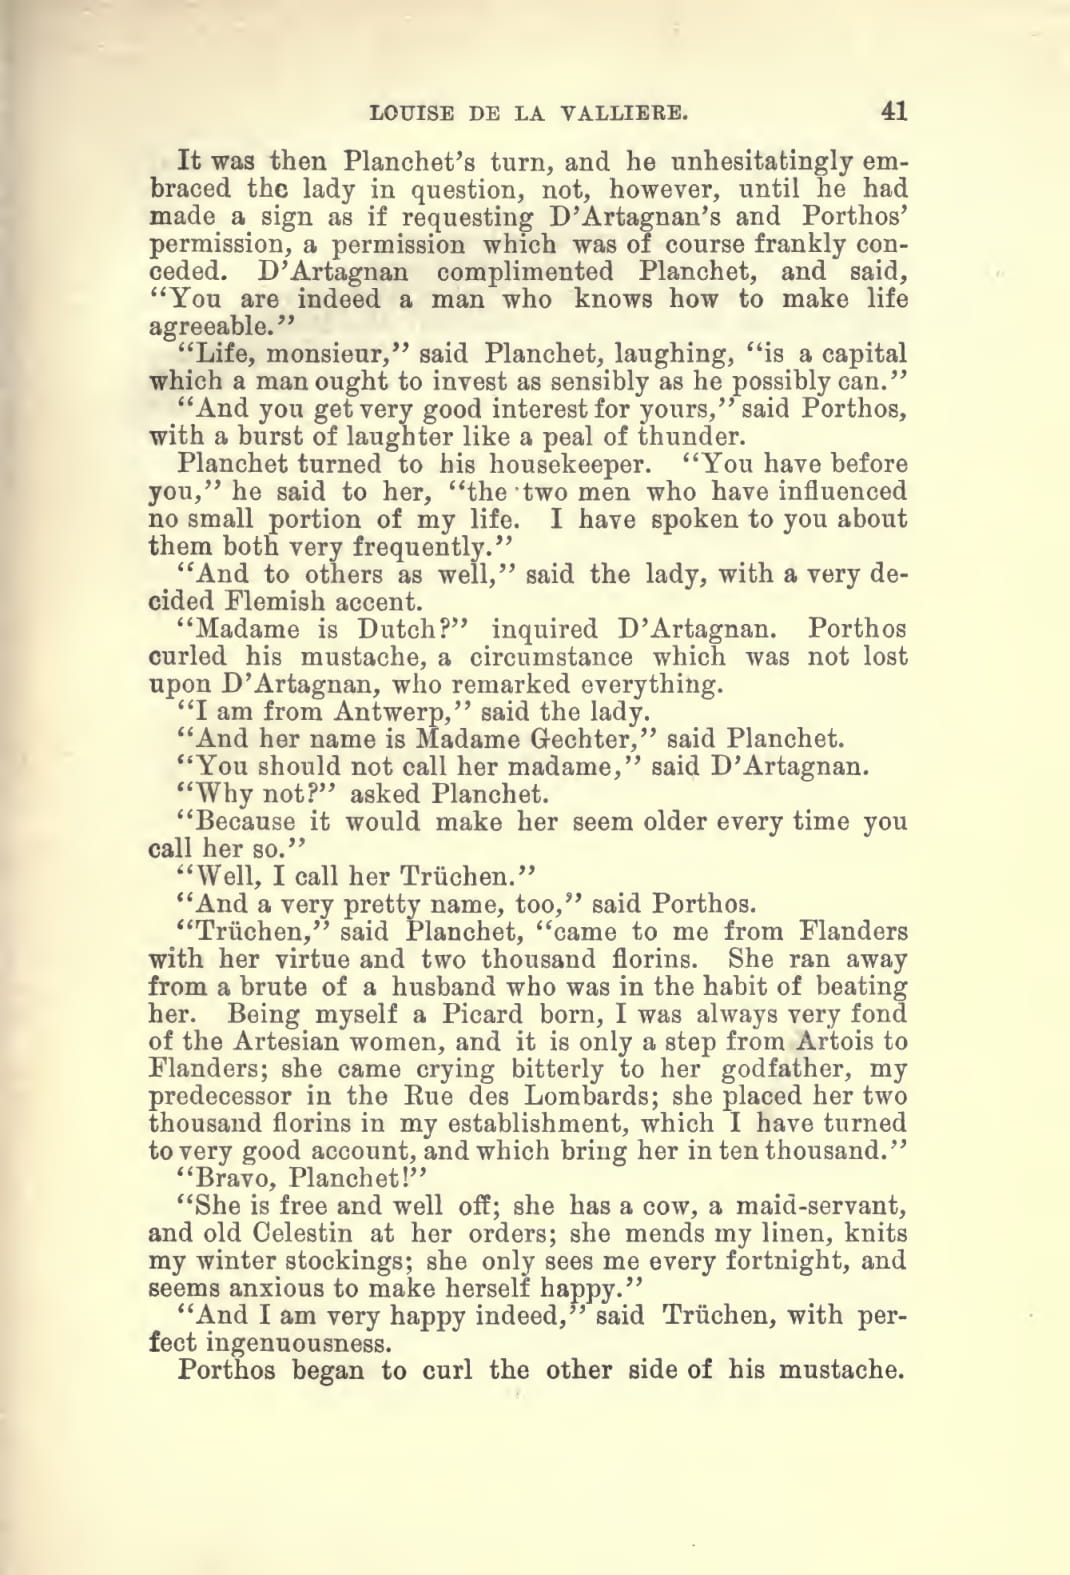 LOUISE DE LA VALLIERE. 41
It was then Planchet's turn, and he unhesitatingly em-
braced the lady in question, not, however, until he had
made a sign as if requesting D'Artagnan's and Porthos'
permission, a permission which was of course frankly con-
ceded. D'Artagnan complimented Planchet, and said,
“You are indeed a man who knows how to make life
agreeable.”
“Life, monsieur,” said Planchet, laughing, “is a capital
which a man ought to invest as sensibly as he possibly can.”
“And you get very good interest for yours,” said Porthos,
with a burst of laughter like a peal of thunder.
Planchet turned to his housekeeper. “You have before
you,” he said to her, “the two men who have influenced
no small portion of my life. I have spoken to you about
them both very frequently.”
“And to others as well,” said the lady, with a very de-
cided Flemish accent.
“Madame is Dutch?” inquired D'Artagnan. Porthos
curled his mustache, a circumstance which was not lost
upon D'Artagnan, who remarked everything.
“I am from Antwerp,” said the lady.
“And her name is Madame Gechter,” said Planchet.
“You should not call her madame,” said D'Artagnan.
“Why not?” asked Planchet.
“Because it would make her seem older every time you
call her so.”
“Well, I call her Trüchen.”
“And a very pretty name, too,” said Porthos.
“Trüchen,” said Planchet, “came to me from Flanders
with her virtue and two thousand florins. She ran away
from a brute of a husband who was in the habit of beating
her. Being myself a Picard born, I was always very fond
of the Artesian women, and it is only a step from Artois to
Flanders; she came crying bitterly to her godfather, my
predecessor in the Rue des Lombards; she placed her two
thousand florins in my establishment, which I have turned
to very good account, and which bring her in ten thousand.”
“Bravo, Planchet!”
“She is free and well off; she has a cow, a maid-servant,
and old Celestin at her orders; she mends my linen, knits
my winter stockings; she only sees me every fortnight, and
seems anxious to make herself happy.”
“And I am very happy indeed,” said Trüchen, with per-
fect ingenuousness.
Porthos began to curl the other side of his mustache.